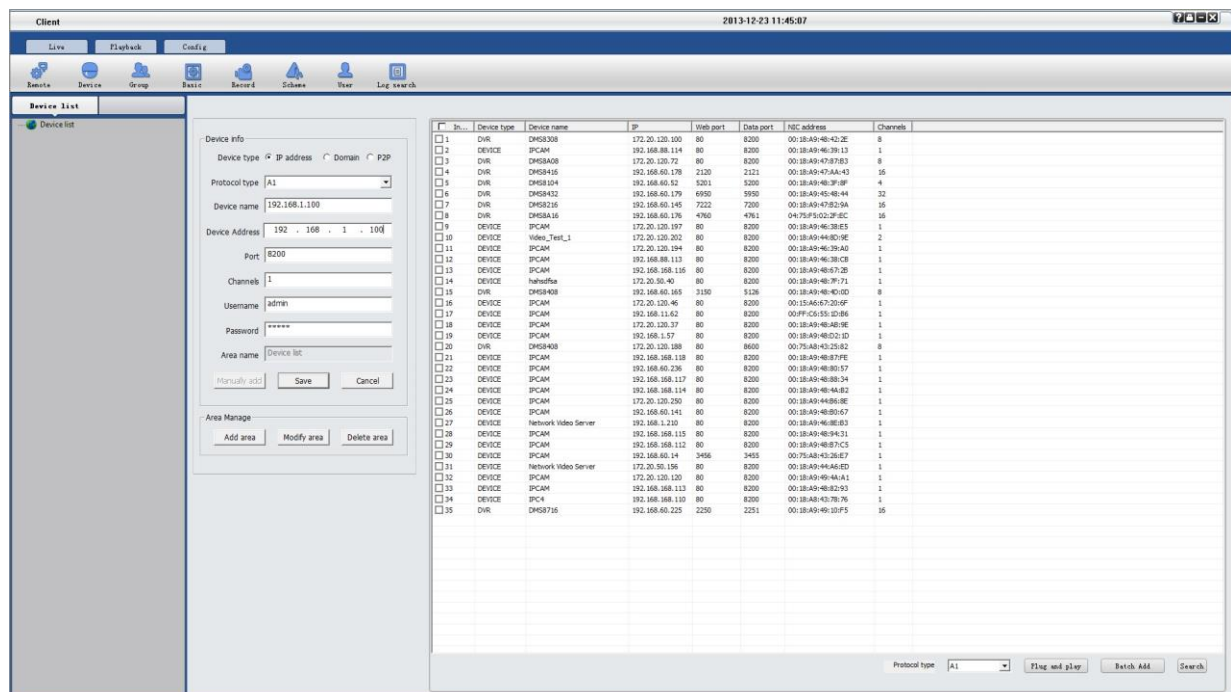 Client 2013-12-23 11:45:07
Live Playback Config
Remote Device Group Basic Record Scheme User Log search
Device list
Device list
Device info
Device type IP address Domain P2P
Protocol type A1
Device name 192.168.1.100
Device Address 192 . 168 . 1 . 100
Port 8200
Channels 1
Username admin
Password *****
Area name Device list
Manually add Save Cancel
Area Manage
Add area Modify area Delete area
In... Device type Device name IP Web port Data port NIC address Channels
1 DVR DMS8308 172.20.120.100 80 8200 00:18:A9:48:42:2E 8
2 DEVICE IPCAM 192.168.88.114 80 8200 00:18:A9:46:39:13 1
3 DVR DMS8A08 172.20.120.72 80 8200 00:18:A9:47:87:B3 8
4 DVR DMS8416 192.168.60.178 2120 2121 00:18:A9:47:AA:43 16
5 DVR DMS8104 192.168.60.52 5201 5200 00:18:A9:48:3F:8F 4
6 DVR DMS8432 192.168.60.179 6950 5950 00:18:A9:45:48:44 32
7 DVR DMS8216 192.168.60.145 7222 7200 00:18:A9:47:B2:9A 16
8 DVR DMS8A16 192.168.60.176 4760 4761 04:75:F5:02:2F:EC 16
9 DEVICE IPCAM 172.20.120.197 80 8200 00:18:A9:46:38:E5 1
10 DEVICE Video_Test_1 172.20.120.202 80 8200 00:18:A9:44:8D:9E 2
11 DEVICE IPCAM 172.20.120.194 80 8200 00:18:A9:46:39:A0 1
12 DEVICE IPCAM 192.168.88.113 80 8200 00:18:A9:46:38:CB 1
13 DEVICE IPCAM 192.168.168.116 80 8200 00:18:A9:48:67:2B 1
14 DEVICE hahsdfsa 172.20.50.40 80 8200 00:18:A9:48:7F:71 1
15 DVR DMS8408 192.168.60.165 3150 5126 00:18:A9:48:4D:0D 8
16 DEVICE IPCAM 172.20.120.46 80 8200 00:15:A6:67:20:6F 1
17 DEVICE IPCAM 192.168.11.62 80 8200 00:FF:C6:55:1D:B6 1
18 DEVICE IPCAM 172.20.120.37 80 8200 00:18:A9:48:AB:9E 1
19 DEVICE IPCAM 192.168.1.57 80 8200 00:18:A9:48:D2:1D 1
20 DVR DMS8408 172.20.120.188 80 8600 00:75:A8:43:25:82 8
21 DEVICE IPCAM 192.168.168.118 80 8200 00:18:A9:48:87:FE 1
22 DEVICE IPCAM 192.168.60.236 80 8200 00:18:A9:48:80:57 1
23 DEVICE IPCAM 192.168.168.117 80 8200 00:18:A9:48:88:34 1
24 DEVICE IPCAM 192.168.168.114 80 8200 00:18:A9:48:4A:B2 1
25 DEVICE IPCAM 172.20.120.250 80 8200 00:18:A9:44:B6:8E 1
26 DEVICE IPCAM 192.168.60.141 80 8200 00:18:A9:48:B0:67 1
27 DEVICE Network Video Server 192.168.1.210 80 8200 00:18:A9:46:8E:B3 1
28 DEVICE IPCAM 192.168.168.115 80 8200 00:18:A9:48:94:31 1
29 DEVICE IPCAM 192.168.168.112 80 8200 00:18:A9:48:B7:C5 1
30 DEVICE IPCAM 192.168.60.14 3456 3455 00:75:A8:43:26:E7 1
31 DEVICE Network Video Server 172.20.50.156 80 8200 00:18:A9:44:A6:ED 1
32 DEVICE IPCAM 172.20.120.120 80 8200 00:18:A9:49:4A:A1 1
33 DEVICE IPCAM 192.168.168.113 80 8200 00:18:A9:48:82:93 1
34 DEVICE IPC4 192.168.168.110 80 8200 00:18:A8:43:78:76 1
35 DVR DMS8716 192.168.60.225 2250 2251 00:18:A9:49:10:F5 16
Protocol type A1 Plug and play Batch Add Search